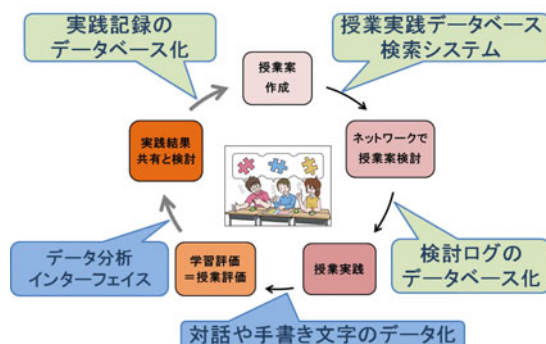 実践記録の
データベース化
授業実践データベース
検索システム
授業案
作成
実践結果
共有と検討
ネットワークで
授業案検討
データ分析
インターフェイス
学習評価
=授業評価
授業実践
検討ログの
データベース化
対話や手書き文字のデータ化